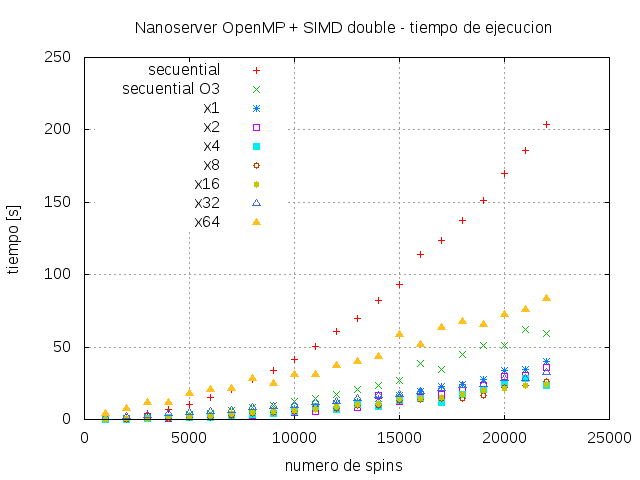 Nanoserver OpenMP + SIMD double - tiempo de ejecucion
250
200
150
100
50
0
tiempo [s]
secuential
secuential O3
x1
x2
x4
x8
x16
x32
x64
0 5000 10000 15000 20000 25000
numero de spins